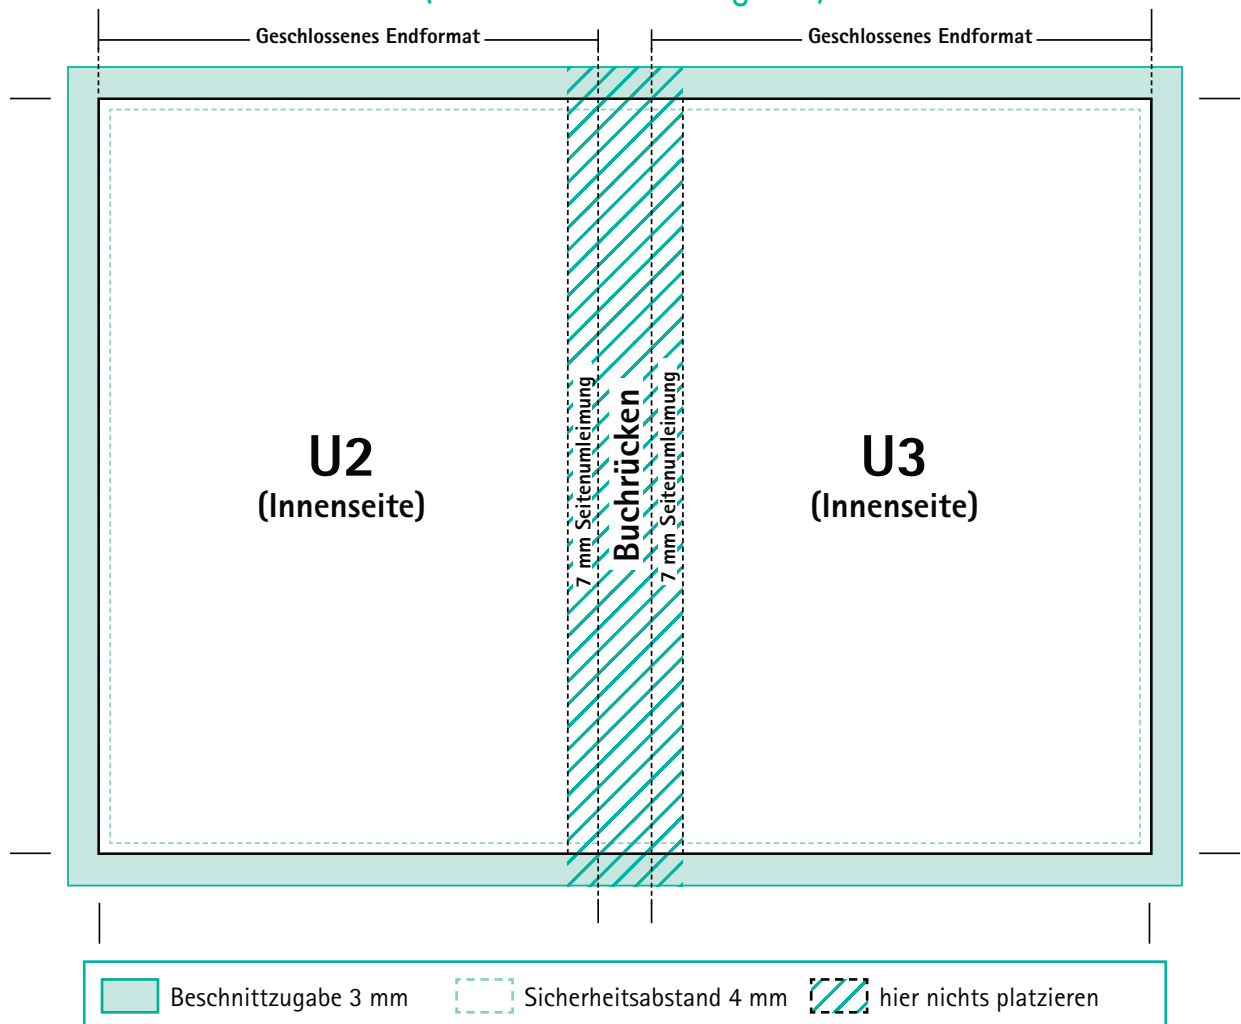 Geschlossenes Endformat
Geschlossenes Endformat
U2
(Innenseite)
7 mm Seitenumleimung
Buchrücken
7 mm Seitenumleimung
U3
(Innenseite)
Beschnittzugabe 3 mm
Sicherheitsabstand 4 mm
hier nichts platzieren